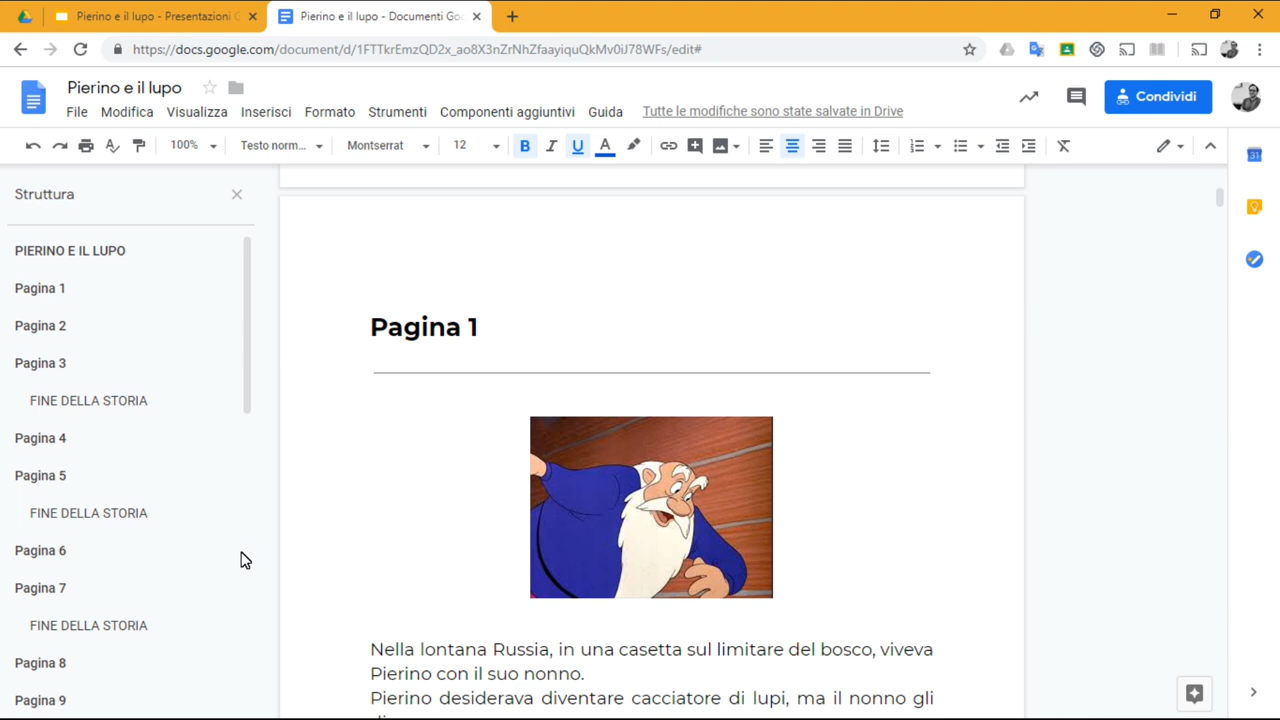 Pierino e il lupo - Presentazioni G
Pierino e il lupo - Documenti Goo
https://docs.google.com/document/d/1FTTkrEmzQD2x_ao8X3nZrNhZfaayiquQkMv0iJ78WFs/edit#
Pierino e il lupo
File Modifica Visualizza Inserisci Formato Strumenti Componenti aggiuntivi Guida Tutte le modifiche sono state salvate in Drive
Condividi
100% Testo norm... Montserrat 12 B I U A
31
Struttura
PIERINO E IL LUPO
Pagina 1
Pagina 2
Pagina 3
FINE DELLA STORIA
Pagina 4
Pagina 5
FINE DELLA STORIA
Pagina 6
Pagina 7
FINE DELLA STORIA
Pagina 8
Pagina 9
Pagina 1
Nella lontana Russia, in una casetta sul limitare del bosco, viveva
Pierino con il suo nonno.
Pierino desiderava diventare cacciatore di lupi, ma il nonno gli